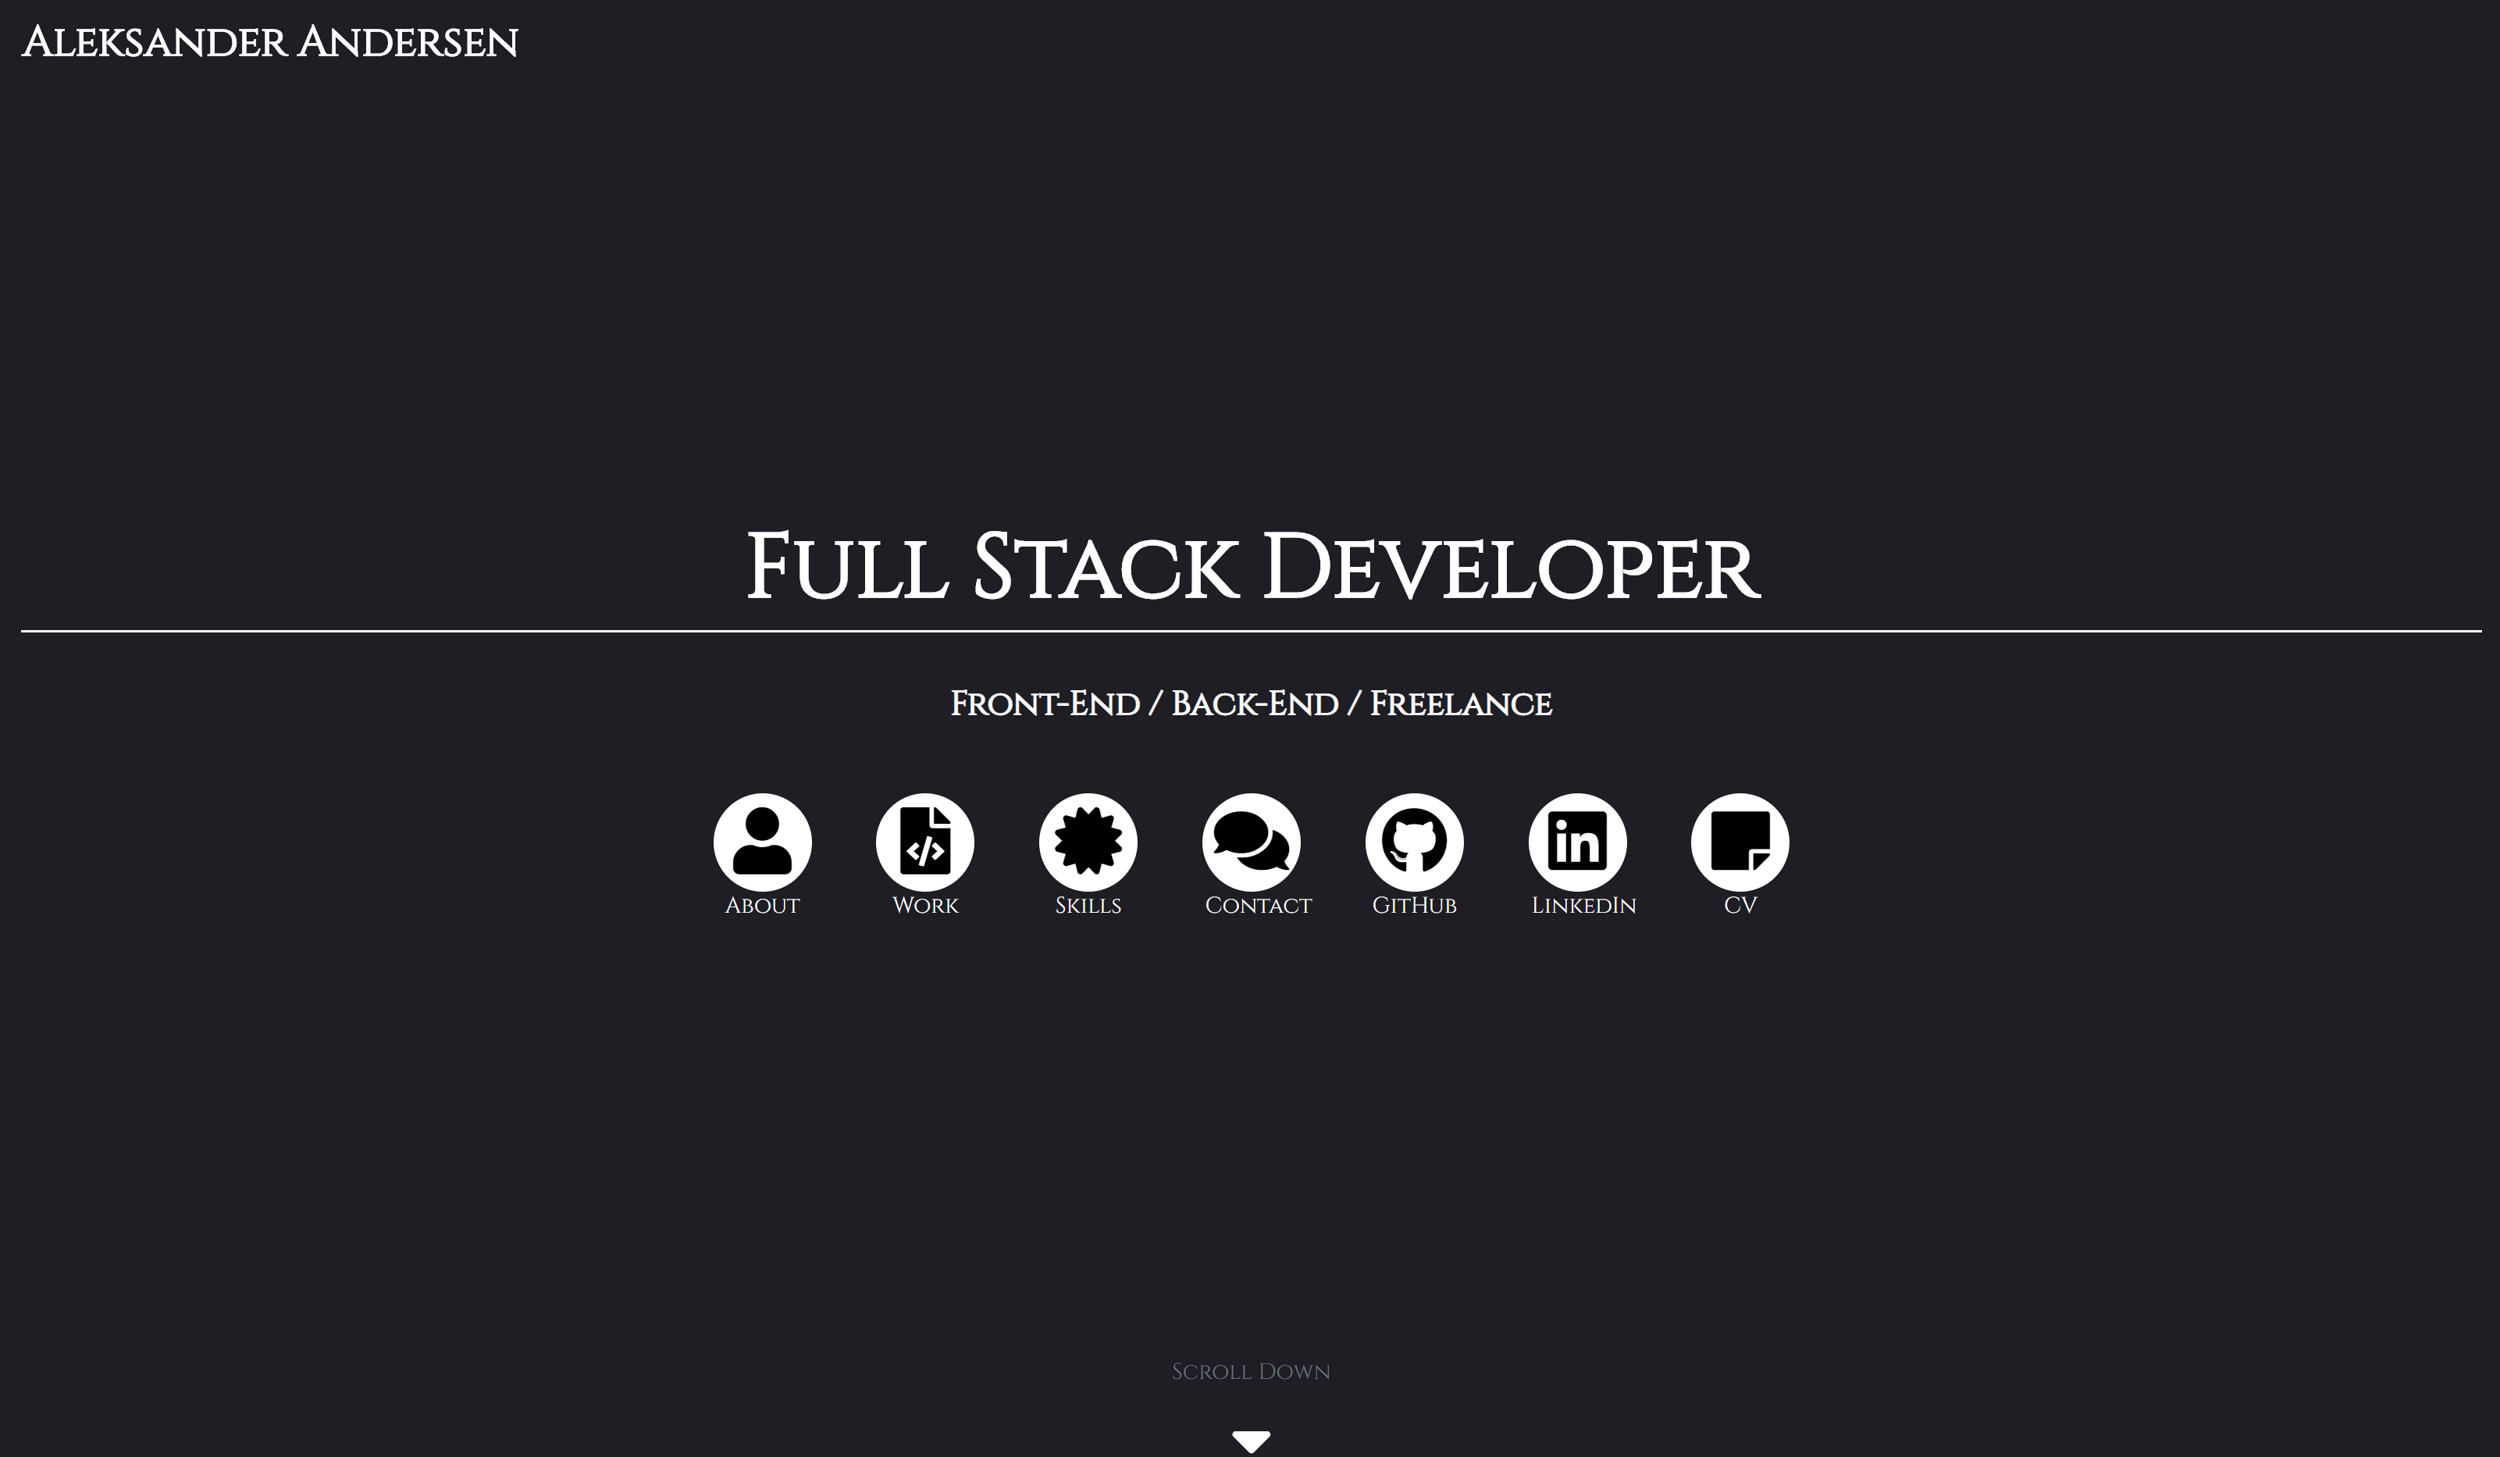 Aleksander Andersen
Full Stack Developer
Front-End / Back-End / Freelance
in
About Work Skills Contact GitHub LinkedIn CV
Scroll Down